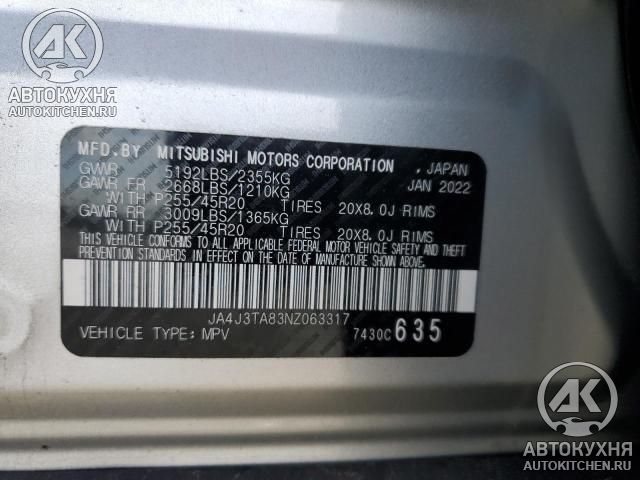 АК
АВТОКУХНЯ
AUTOKITCHEN.RU
MFD.BY MITSUBISHI MOTORS CORPORATION , JAPAN
GVWR 5192LBS/2355KG JAN 2022
GAWR FR 2668LBS/1210KG
WITH P255/45R20 TIRES 20X8.0J RIMS
GAWR RR 3009LBS/1365KG
WITH P255/45R20 TIRES 20X8.0J RIMS
THIS VEHICLE CONFORMS TO ALL APPLICABLE FEDERAL MOTOR VEHICLE SAFETY AND THEFT
PREVENTION STANDARDS IN EFFECT ON THE DATE OF MANUFACTURE SHOWN ABOVE.
JA4J3TA83NZ063317
VEHICLE TYPE: MPV 7430C 635
АК
АВТОКУХНЯ
AUTOKITCHEN.RU